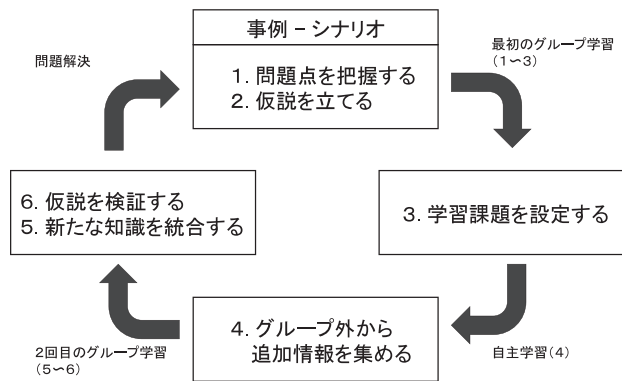 事例－シナリオ
1. 問題点を把握する
2. 仮説を立てる
最初のグループ学習
(1〜3)
3. 学習課題を設定する
自主学習(4)
4. グループ外から
追加情報を集める
2回目のグループ学習
(5〜6)
6. 仮説を検証する
5. 新たな知識を統合する
問題解決